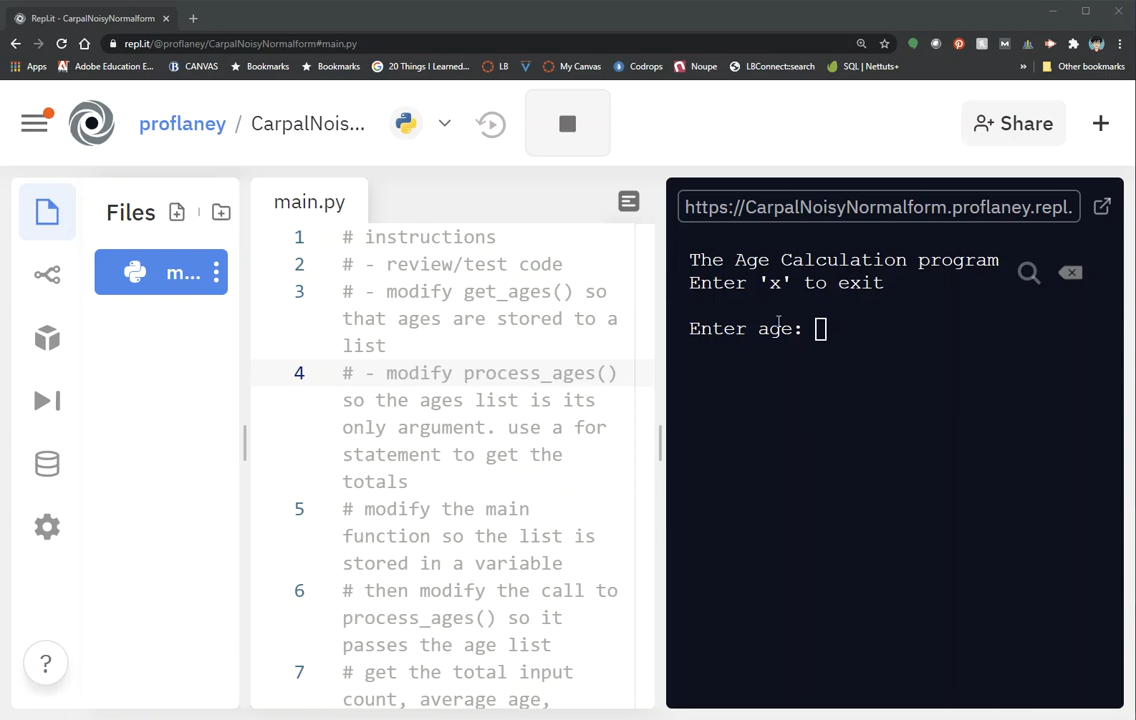 Repl.it - CarpalNoisyNormalform
repl.it/@proflaney/CarpalNoisyNormalform#main.py
Apps Adobe Education E... CANVAS Bookmarks Bookmarks 20 Things I Learned... LB My Canvas Codrops Noupe LBConnect::search SQL | Nettuts+ » Other bookmarks
proflaney / CarpalNois... Share
Files
m...
main.py
1 # instructions
2 # - review/test code
3 # - modify get_ages() so
that ages are stored to a
list
4 # - modify process_ages()
so the ages list is its
only argument. use a for
statement to get the
totals
5 # modify the main
function so the list is
stored in a variable
6 # then modify the call to
process_ages() so it
passes the age list
7 # get the total input
count, average age,
https://CarpalNoisyNormalform.proflaney.repl.
The Age Calculation program
Enter 'x' to exit
Enter age:
?